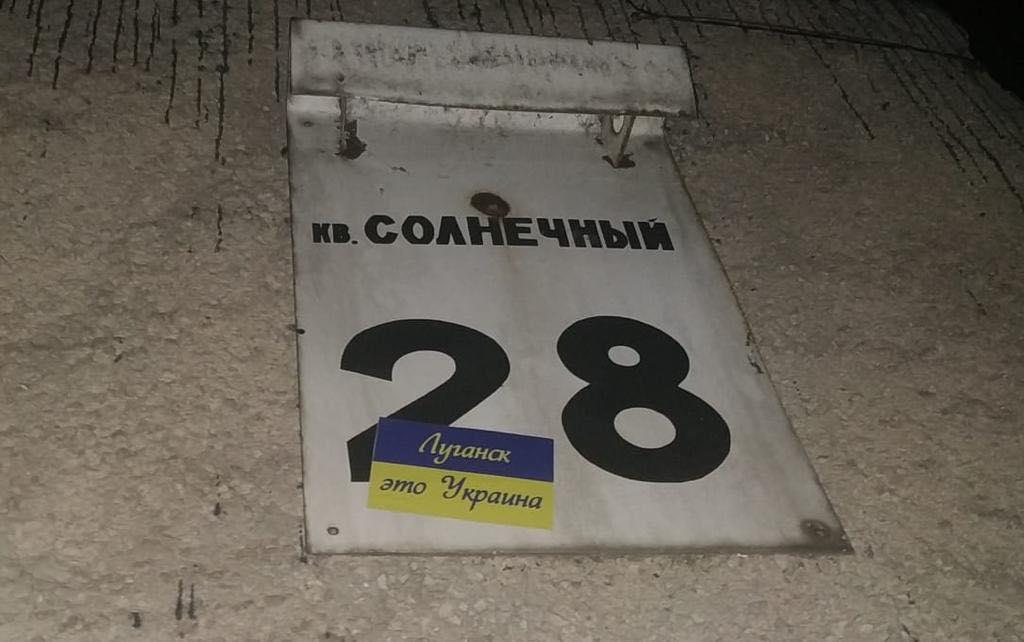 кв. СОЛНЕЧНЫЙ
28
Луганск
это Украина